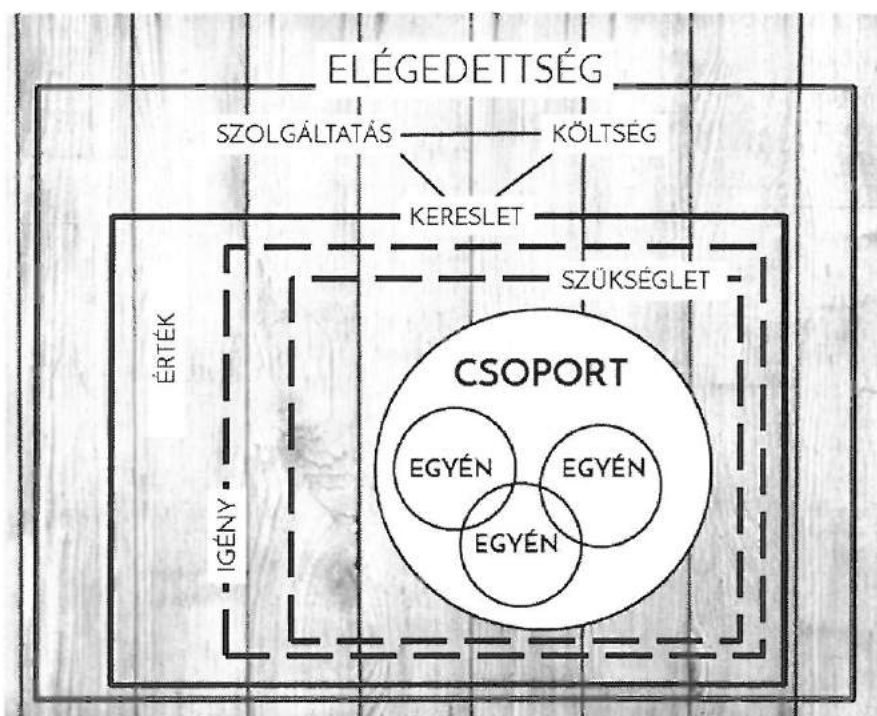 ELÉGEDETTSÉG
SZOLGÁLTATÁS
KÖLTSÉG
KERESLET
SZÜKSÉGLET
ÉRTÉK
CSOPORT
EGYÉN
EGYÉN
IGÉNY
EGYÉN